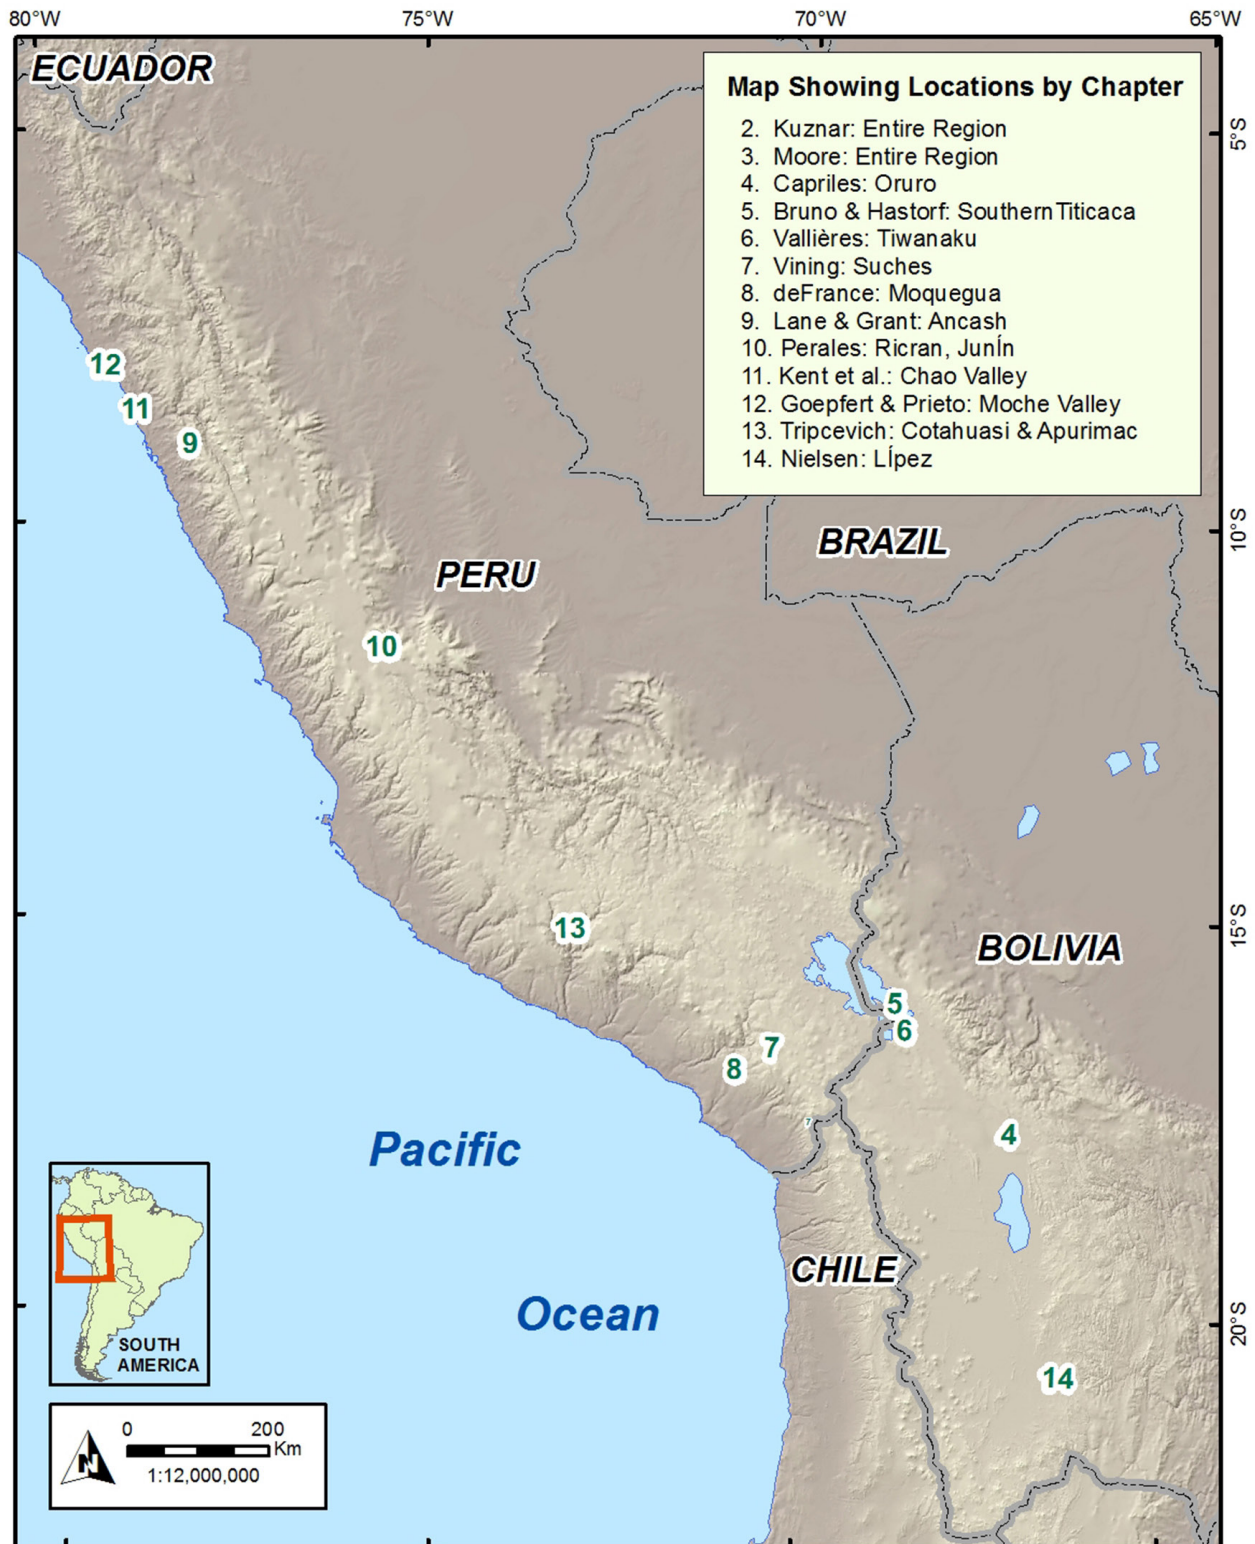 80°W 75°W 70°W 65°W
ECUADOR
Map Showing Locations by Chapter
2. Kuznar: Entire Region
3. Moore: Entire Region
4. Capriles: Oruro
5. Bruno & Hastorf: SouthernTiticaca
6. Vallières: Tiwanaku
7. Vining: Suches
8. deFrance: Moquegua
9. Lane & Grant: Ancash
10. Perales: Ricran, JunÍn
11. Kent et al.: Chao Valley
12. Goepfert & Prieto: Moche Valley
13. Tripcevich: Cotahuasi & Apurimac
14. Nielsen: LÍpez
5°S
12
11
9
10°S
BRAZIL
PERU
10
13
15°S
BOLIVIA
5
6
7
8
7
4
Pacific
CHILE
Ocean
20°S
SOUTH
AMERICA
14
0 200
Km
N
1:12,000,000